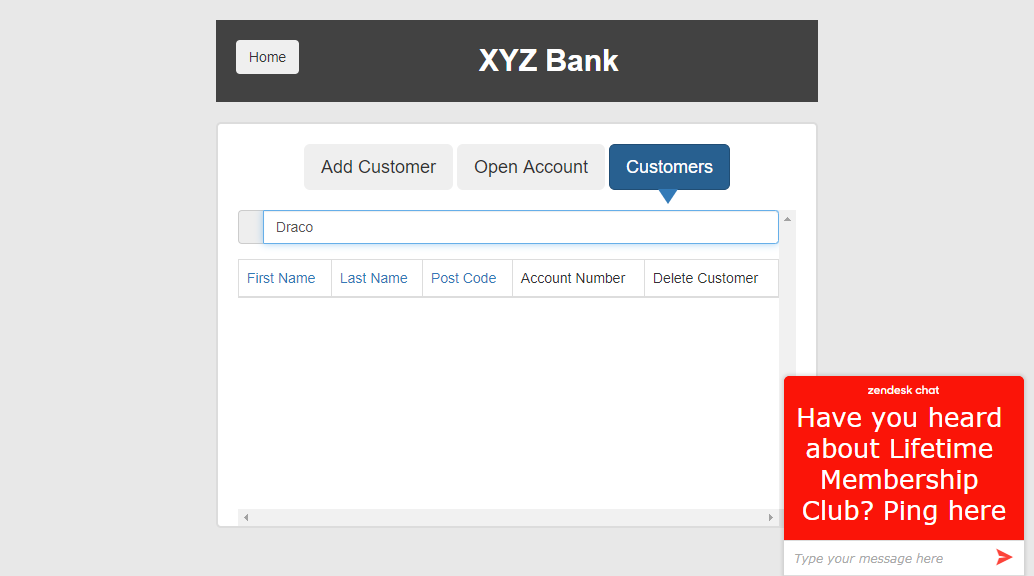 Home
XYZ Bank
Add Customer
Open Account
Customers
Draco
First Name
Last Name
Post Code
Account Number
Delete Customer
zendesk chat
Have you heard
about Lifetime
Membership
Club? Ping here
Type your message here